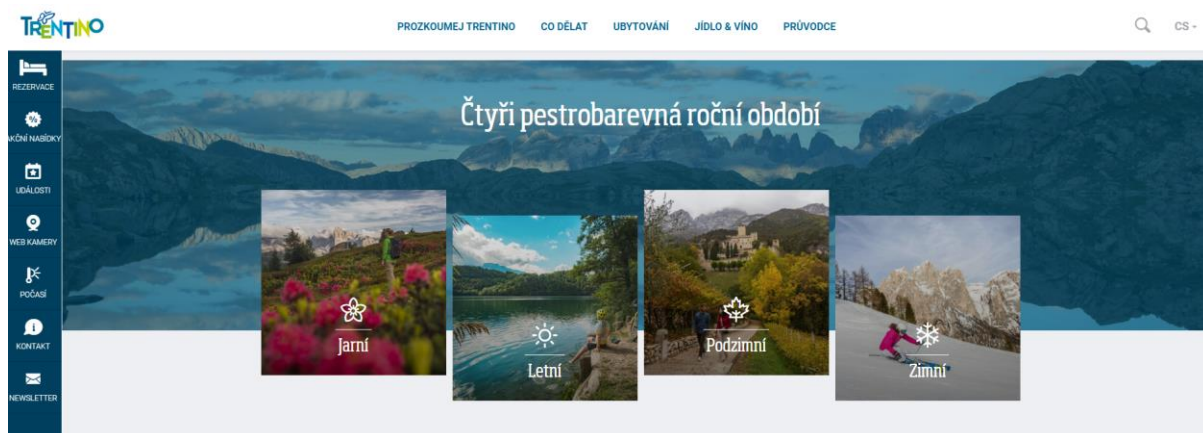 TRENTINO
PROZKOUMEJ TRENTINO CO DĚLAT UBYTOVÁNÍ JÍDLO & VÍNO PRŮVODCE
CS
REZERVACE
AKČNÍ NABÍDKY
UDÁLOSTI
WEB KAMERY
POČASÍ
KONTAKT
NEWSLETTER
Čtyři pestrobarevná roční období
Jarní
Letní
Podzimní
Zimní